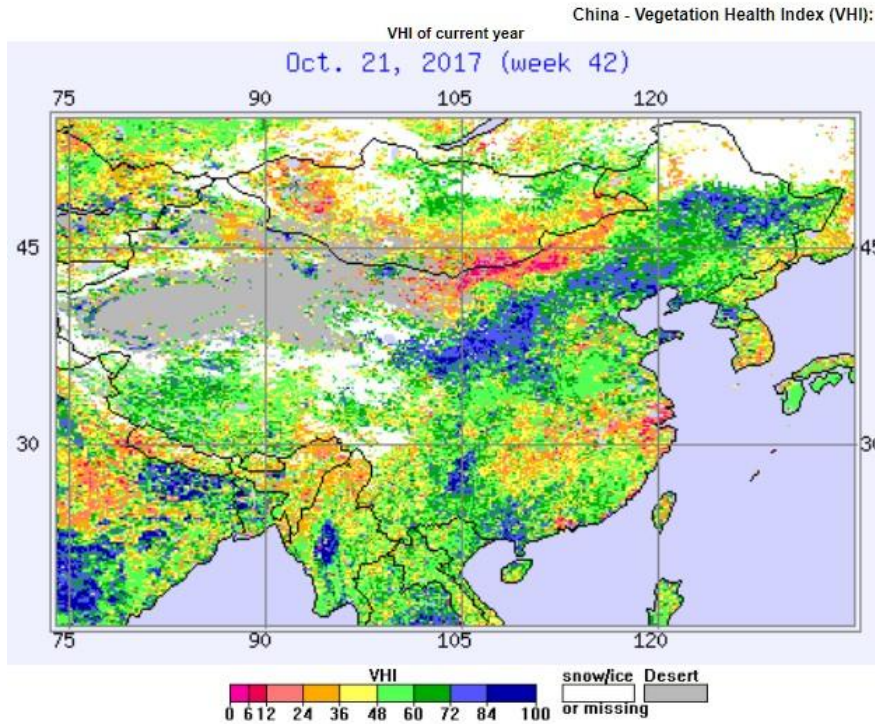 China - Vegetation Health Index (VHI):
VHI of current year
Oct. 21, 2017 (week 42)
75 90 105 120
45
30 30
75 90 105 120
VHI
0 6 12 24 36 48 60 72 84 100
snow/ice Desert
or missing